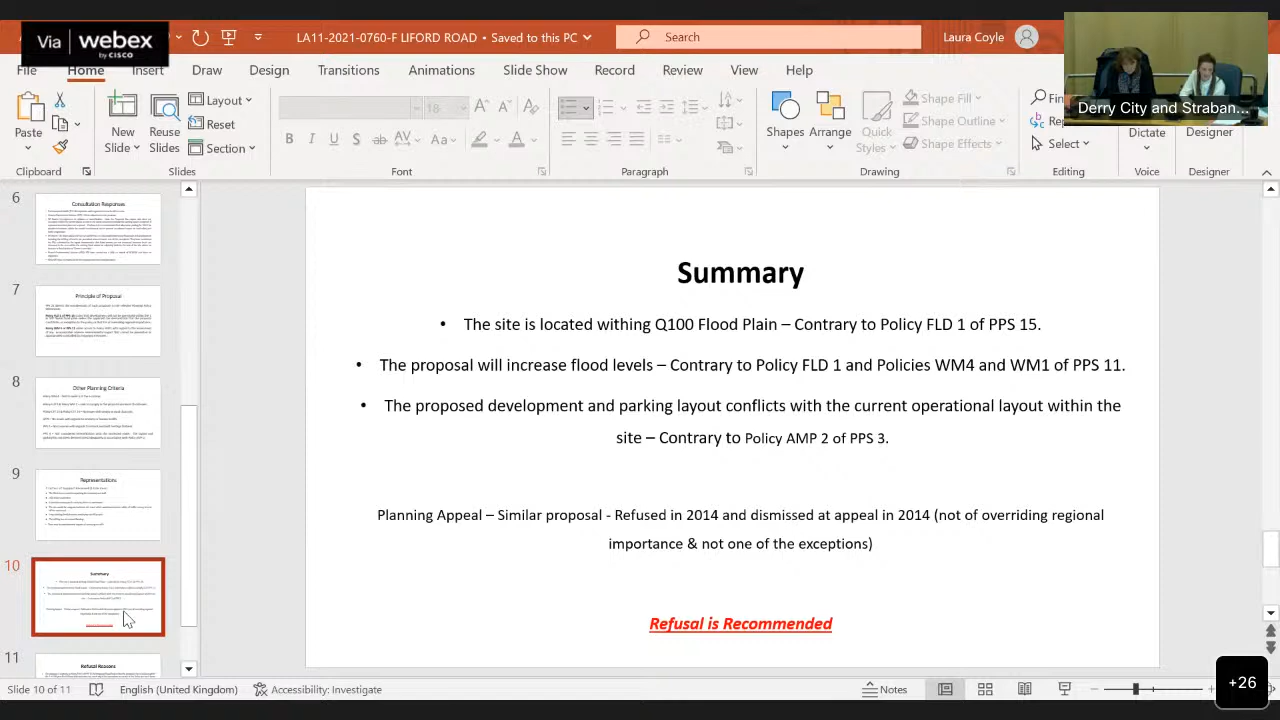 Via webex
by CISCO
LA11-2021-0760-F LIFORD ROAD • Saved to this PC
Search
Laura Coyle
File Home Insert Draw Design Transitions Animations Slide Show Record Review View Help
Derry City and Straban...
Paste
New
Slide
Reuse
Slides
Layout
Reset
Section
18
B I U S ab AV Aa A
Shapes
Arrange
Quick
Styles
Shape Fill
Shape Outline
Shape Effects
Select
Dictate
Designer
Clipboard Slides Font Paragraph Drawing Editing Voice Designer
6
Consultation Responses
7
Principle of Proposal
8
Other Planning Criteria
9
Representations
10
Summary
11
Refusal Reasons
Summary
• The site is located withing Q100 Flood Plain – Contrary to Policy FLD 1 of PPS 15.
• The proposal will increase flood levels – Contrary to Policy FLD 1 and Policies WM4 and WM1 of PPS 11.
• The proposed development and parking layout conflicts with the current operational layout within the
site – Contrary to Policy AMP 2 of PPS 3.
Planning Appeal – Similar proposal - Refused in 2014 and dismissed at appeal in 2014 (not of overriding regional
importance & not one of the exceptions)
Refusal is Recommended
Slide 10 of 11 English (United Kingdom) Accessibility: Investigate Notes
+26